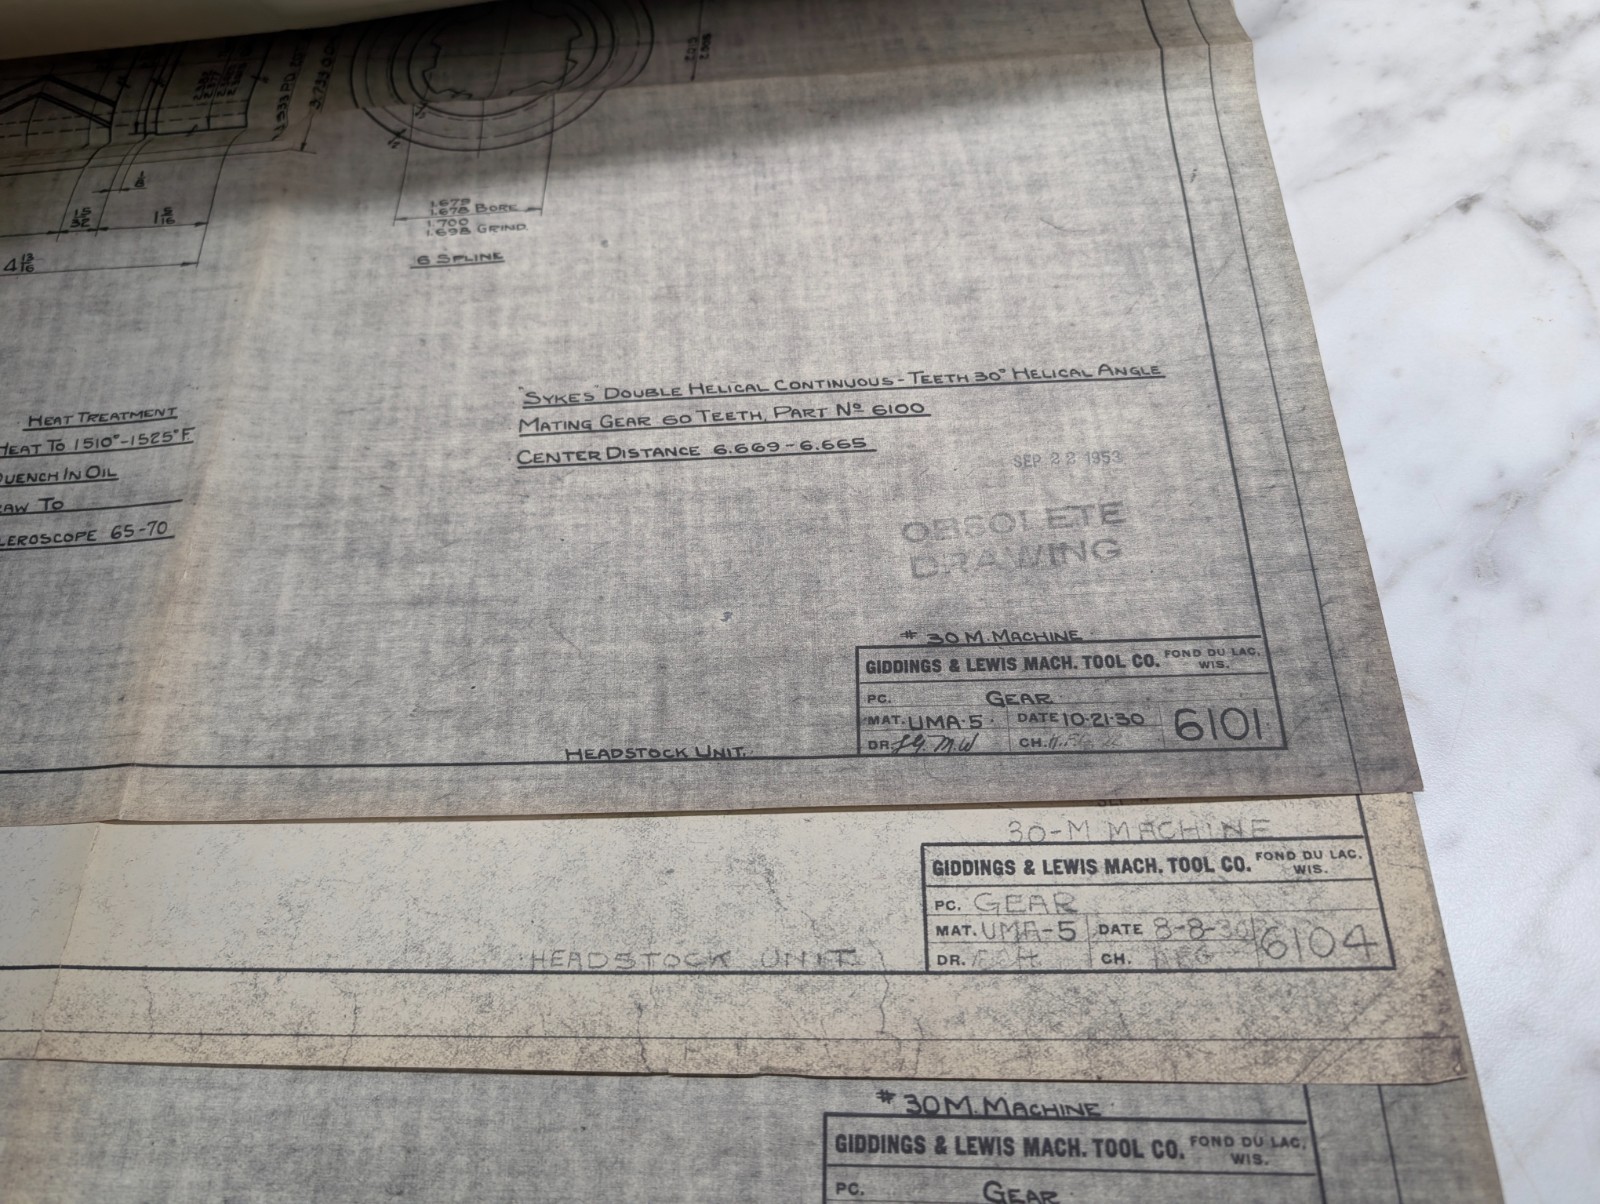 1/8
15/32
1 5/16
4 13/16
1.679
1.678 BORE
1.700
1.698 GRIND.
6 SPLINE
HEAT TREATMENT
HEAT TO 1510°-1525°F.
QUENCH IN OIL
TO
65-70
"SYKES" DOUBLE HELICAL CONTINUOUS - TEETH 30° HELICAL ANGLE
MATING GEAR 60 TEETH, PART Nº 6100
CENTER DISTANCE 6.669-6.665
SEP 22 1953
OBSOLETE
DRAWING
# 30 M. MACHINE
GIDDINGS & LEWIS MACH. TOOL CO. FOND DU LAC, WIS.
PC. GEAR
MAT. UMA-5 DATE 10-21-30 6101
DR. CH.
HEADSTOCK UNIT.
30-M MACHINE
GIDDINGS & LEWIS MACH. TOOL CO. FOND DU LAC, WIS.
PC. GEAR
MAT. UMA-5 DATE 8-8-30 6104
DR. CH.
HEADSTOCK UNIT
# 30 M. MACHINE
GIDDINGS & LEWIS MACH. TOOL CO. FOND DU LAC, WIS.
PC. GEAR